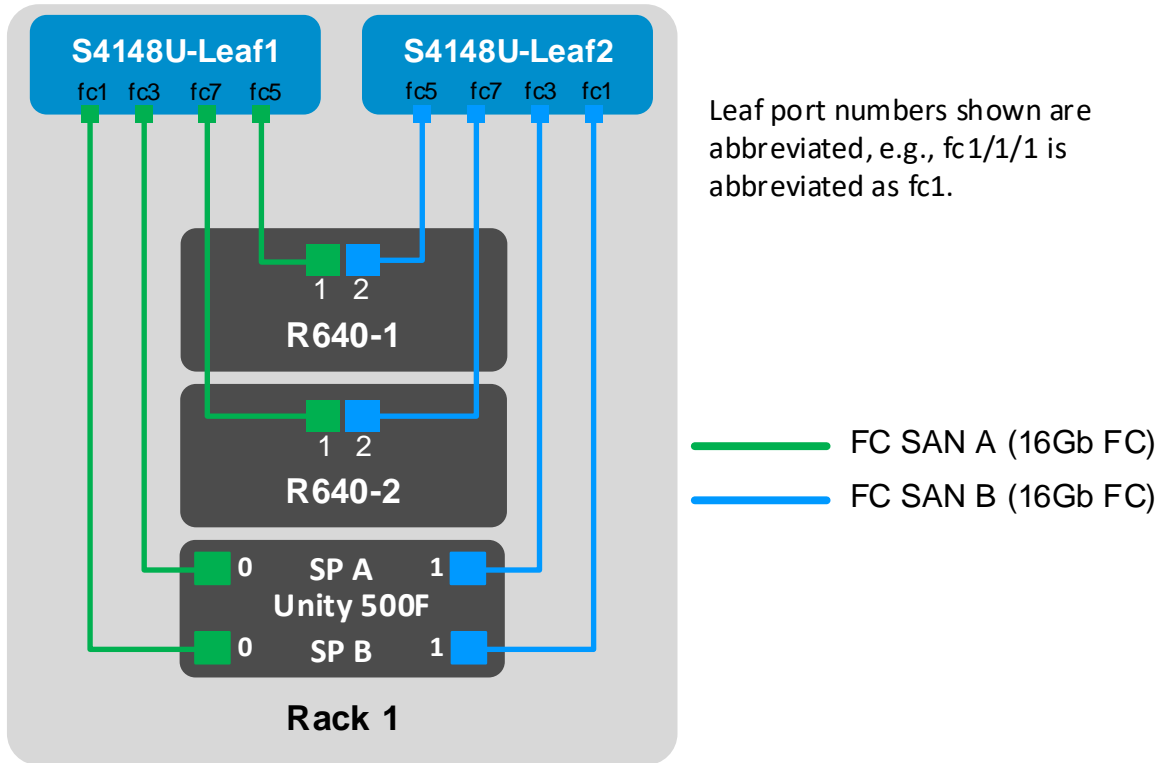 S4148U-Leaf1
S4148U-Leaf2
fc1 fc3 fc7 fc5
fc5 fc7 fc3 fc1
Leaf port numbers shown are
abbreviated, e.g., fc1/1/1 is
abbreviated as fc1.
1 2
R640-1
1 2
R640-2
FC SAN A (16Gb FC)
FC SAN B (16Gb FC)
0 SP A 1
Unity 500F
0 SP B 1
Rack 1